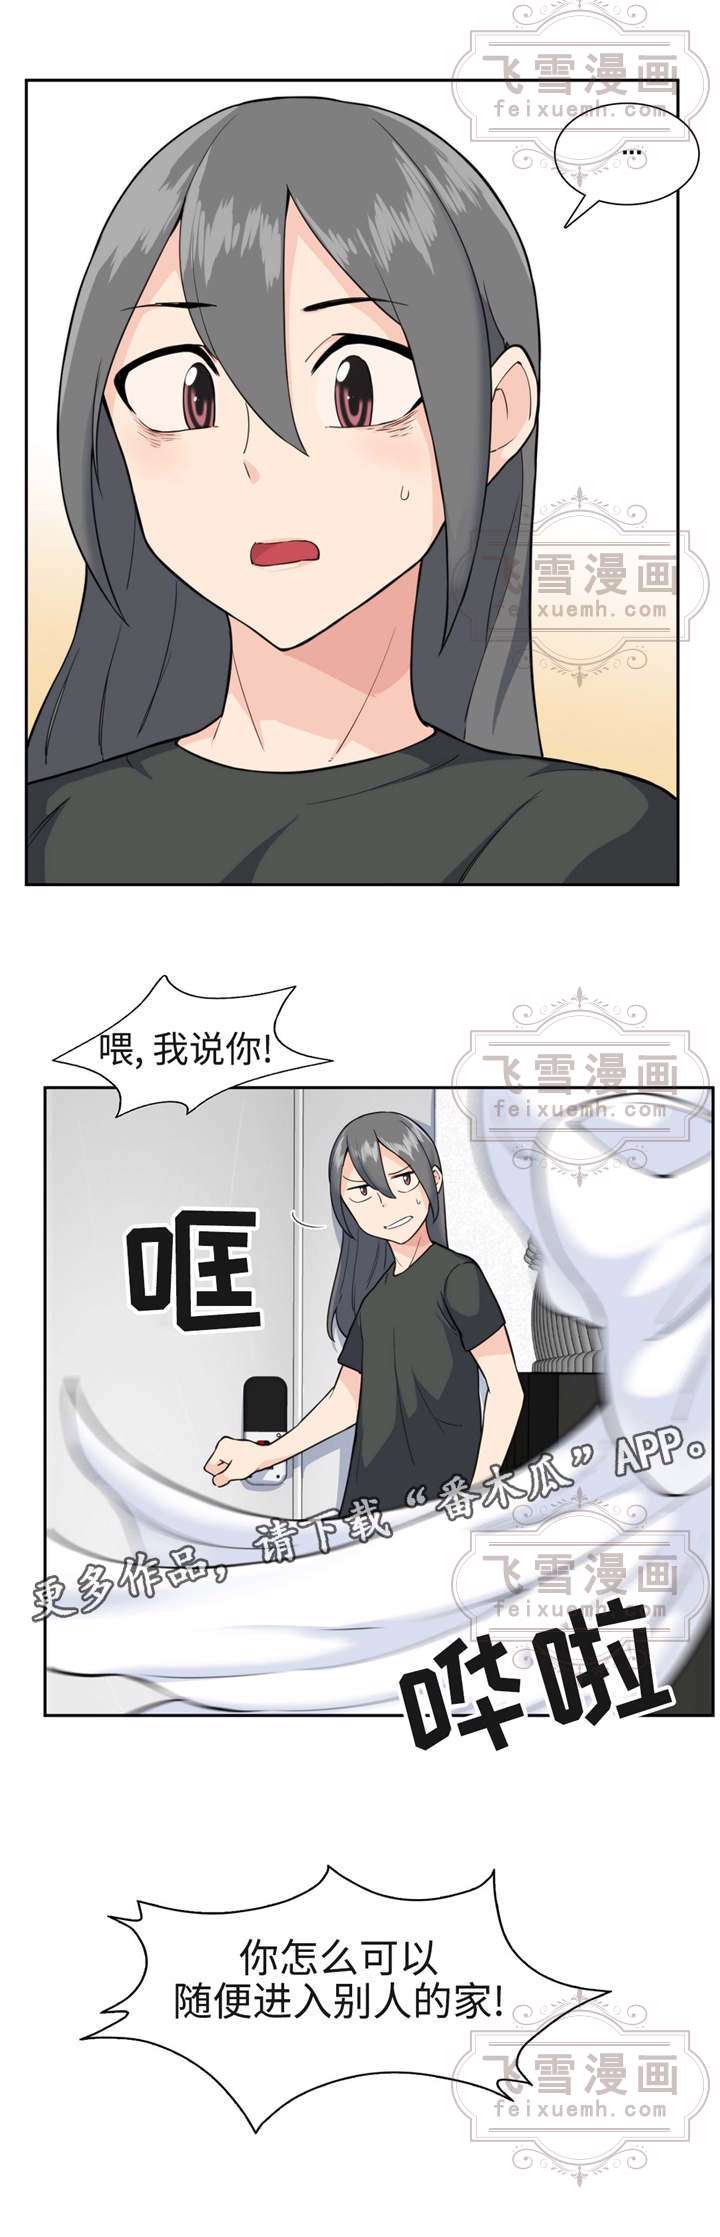 飞雪漫画
feixuemh.com
...
飞雪漫画
feixuemh.com
喂, 我说你!
飞雪漫画
feixuemh.com
哐
更多作品，请下载“番木瓜”APP。
飞雪漫画
feixuemh.com
哗啦
你怎么可以
随便进入别人的家!
飞雪漫画
feixuemh.com